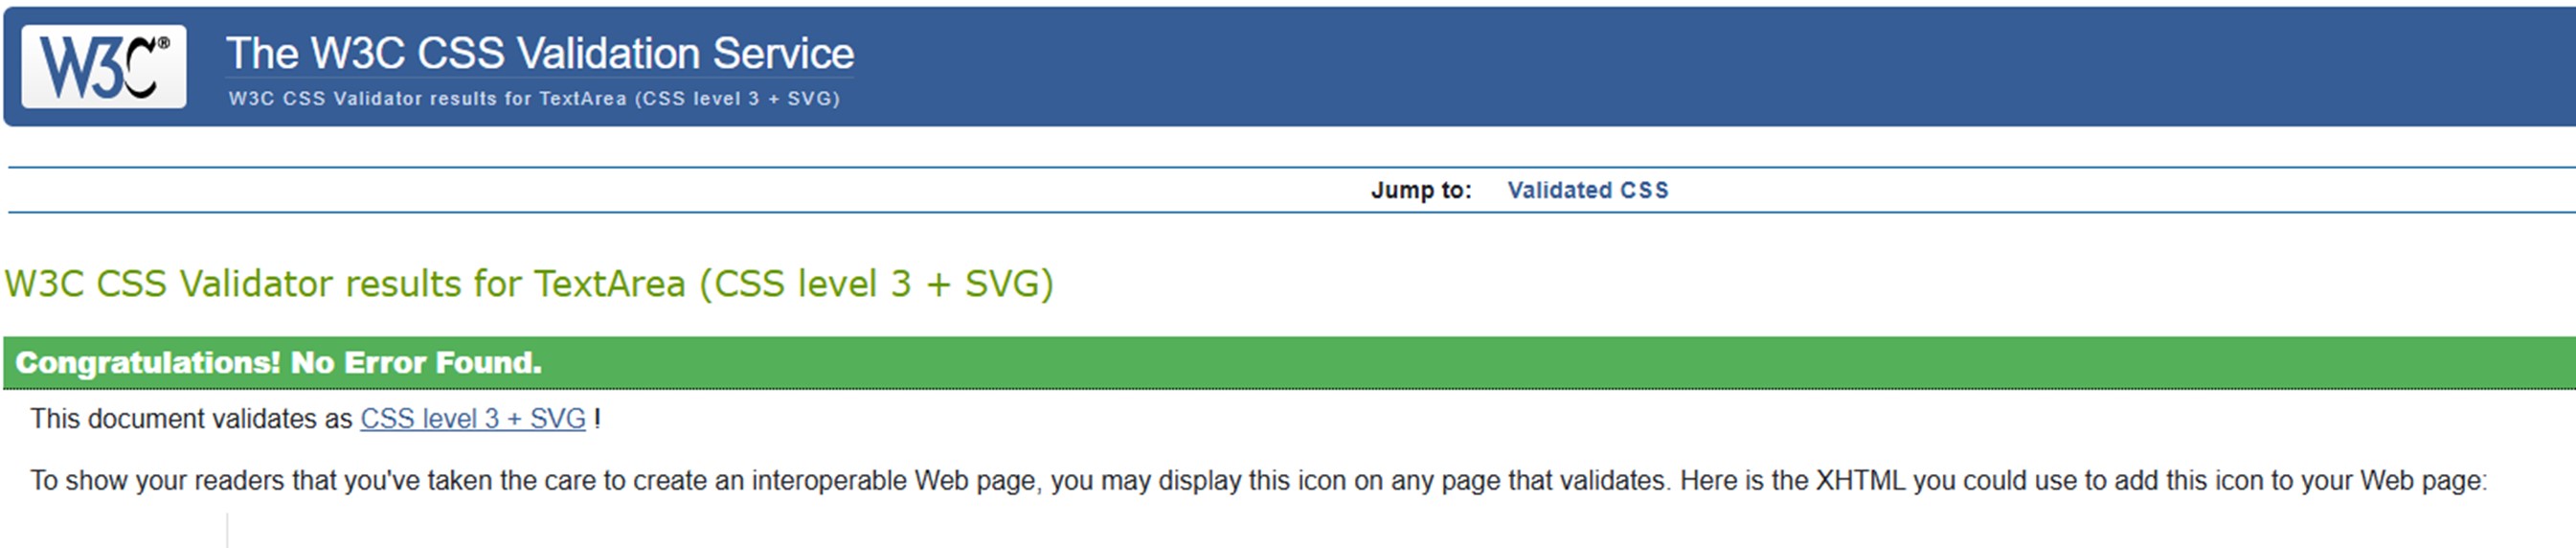 W3C®
The W3C CSS Validation Service
W3C CSS Validator results for TextArea (CSS level 3 + SVG)
Jump to: Validated CSS
W3C CSS Validator results for TextArea (CSS level 3 + SVG)
Congratulations! No Error Found.
This document validates as CSS level 3 + SVG !
To show your readers that you've taken the care to create an interoperable Web page, you may display this icon on any page that validates. Here is the XHTML you could use to add this icon to your Web page: